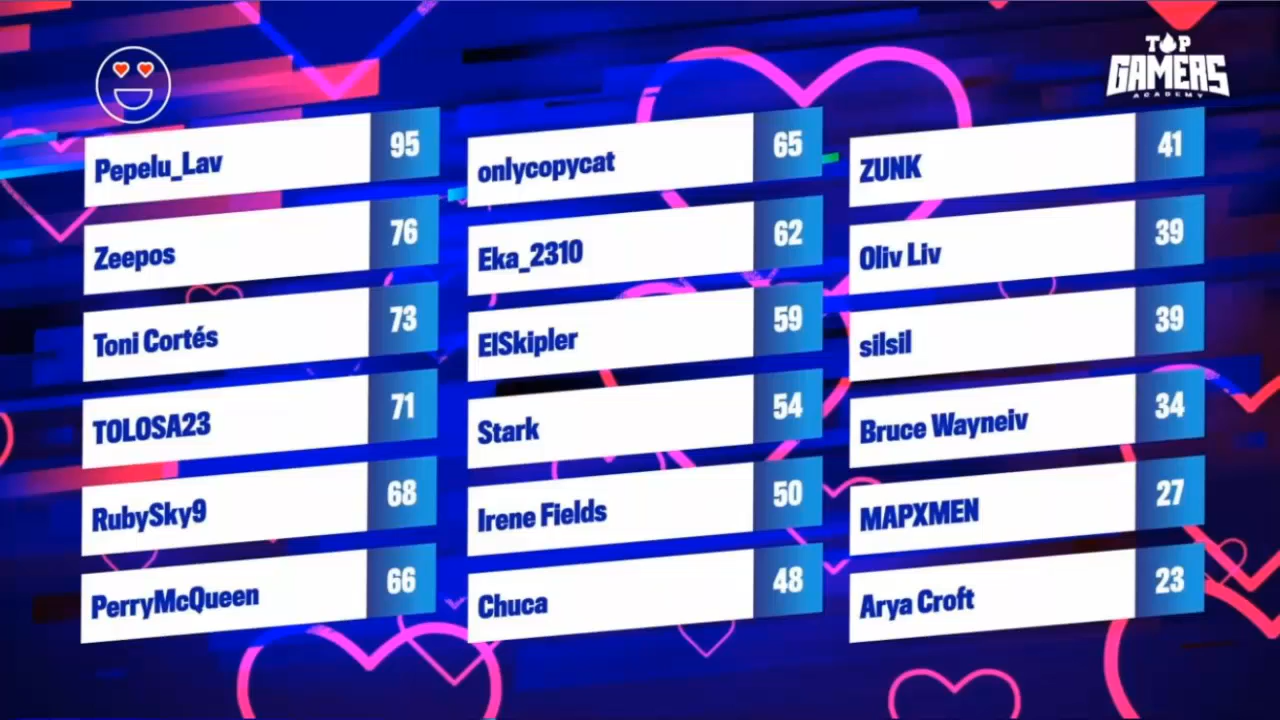 TOP
GAMERS
ACADEMY
Pepelu_Lav 95
Zeepos 76
Toni Cortés 73
TOLOSA23 71
RubySky9 68
PerryMcQueen 66
onlycopycat 65
Eka_2310 62
ElSkipler 59
Stark 54
Irene Fields 50
Chuca 48
ZUNK 41
Oliv Liv 39
silsil 39
Bruce Wayneiv 34
MAPXMEN 27
Arya Croft 23